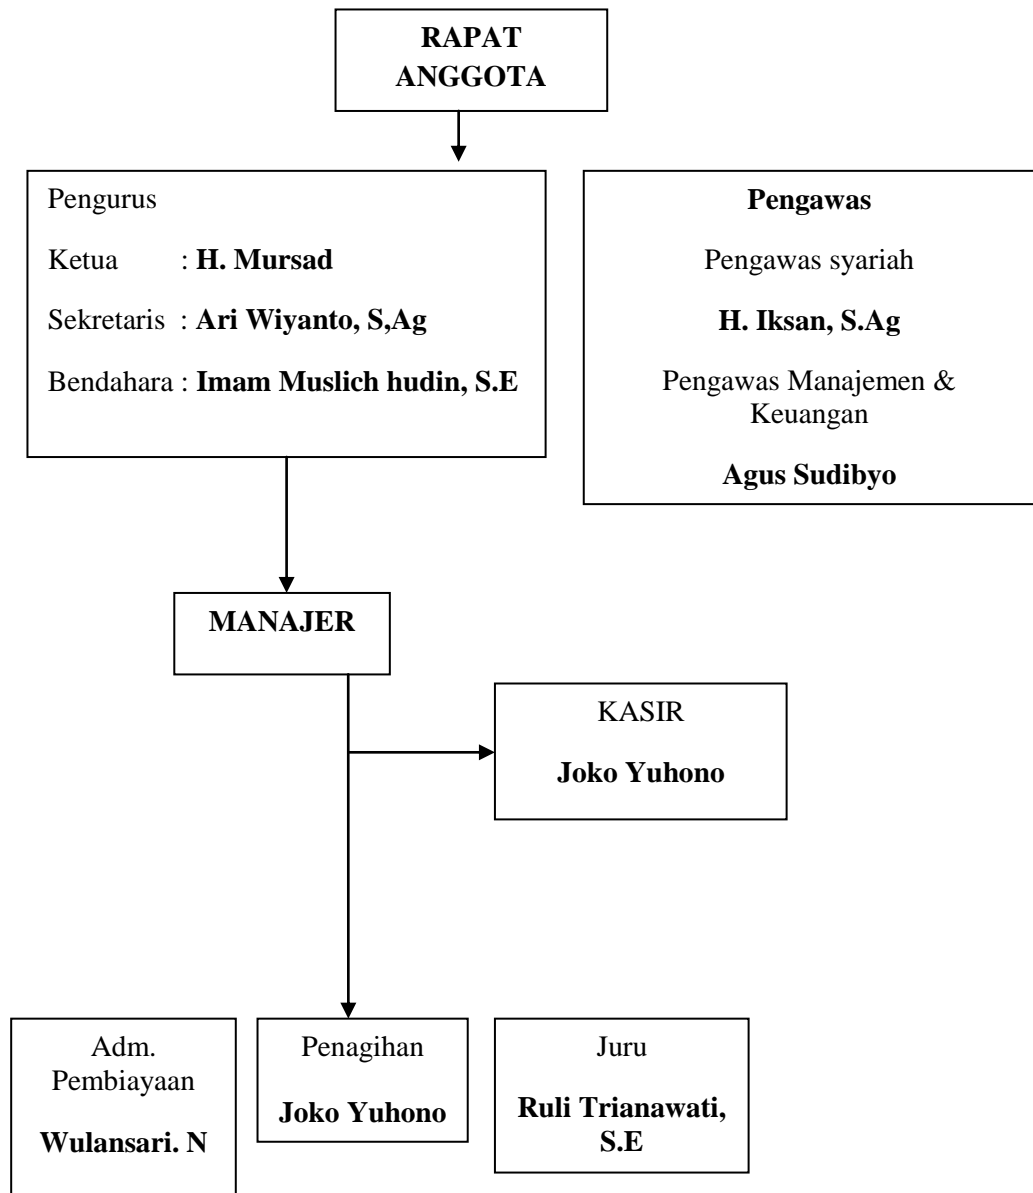 RAPAT
ANGGOTA
Pengurus
Ketua : H. Mursad
Sekretaris : Ari Wiyanto, S,Ag
Bendahara : Imam Muslich hudin, S.E
Pengawas
Pengawas syariah
H. Iksan, S.Ag
Pengawas Manajemen &
Keuangan
Agus Sudibyo
MANAJER
KASIR
Joko Yuhono
Adm.
Pembiayaan
Wulansari. N
Penagihan
Joko Yuhono
Juru
Ruli Trianawati,
S.E